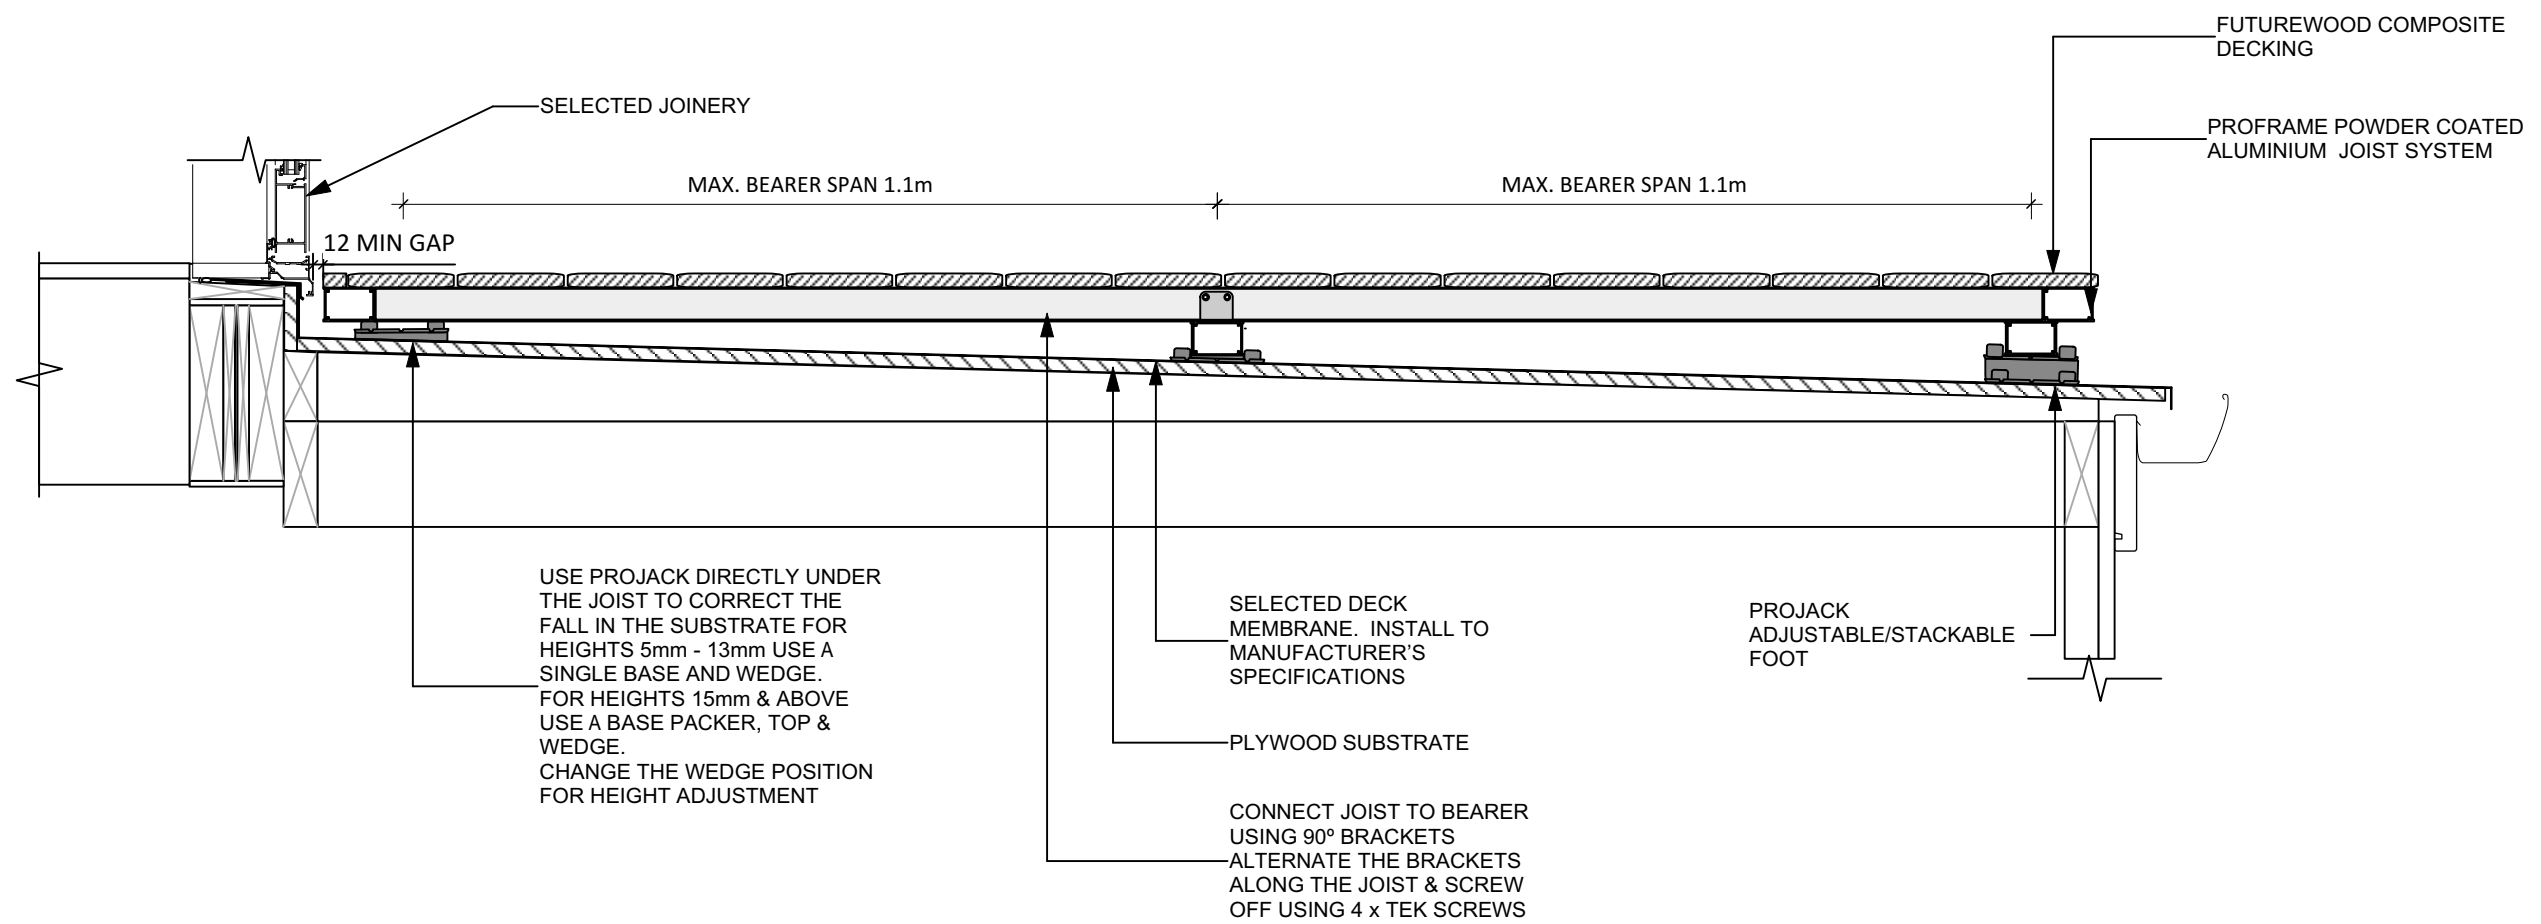 FUTUREWOOD COMPOSITE
DECKING
SELECTED JOINERY
PROFRAME POWDER COATED
ALUMINIUM JOIST SYSTEM
MAX. BEARER SPAN 1.1m
MAX. BEARER SPAN 1.1m
12 MIN GAP
USE PROJACK DIRECTLY UNDER
THE JOIST TO CORRECT THE
FALL IN THE SUBSTRATE FOR
HEIGHTS 5mm - 13mm USE A
SINGLE BASE AND WEDGE.
FOR HEIGHTS 15mm & ABOVE
USE A BASE PACKER, TOP &
WEDGE.
CHANGE THE WEDGE POSITION
FOR HEIGHT ADJUSTMENT
SELECTED DECK
MEMBRANE. INSTALL TO
MANUFACTURER'S
SPECIFICATIONS
PROJACK
ADJUSTABLE/STACKABLE
FOOT
PLYWOOD SUBSTRATE
CONNECT JOIST TO BEARER
USING 90º BRACKETS
ALTERNATE THE BRACKETS
ALONG THE JOIST & SCREW
OFF USING 4 x TEK SCREWS